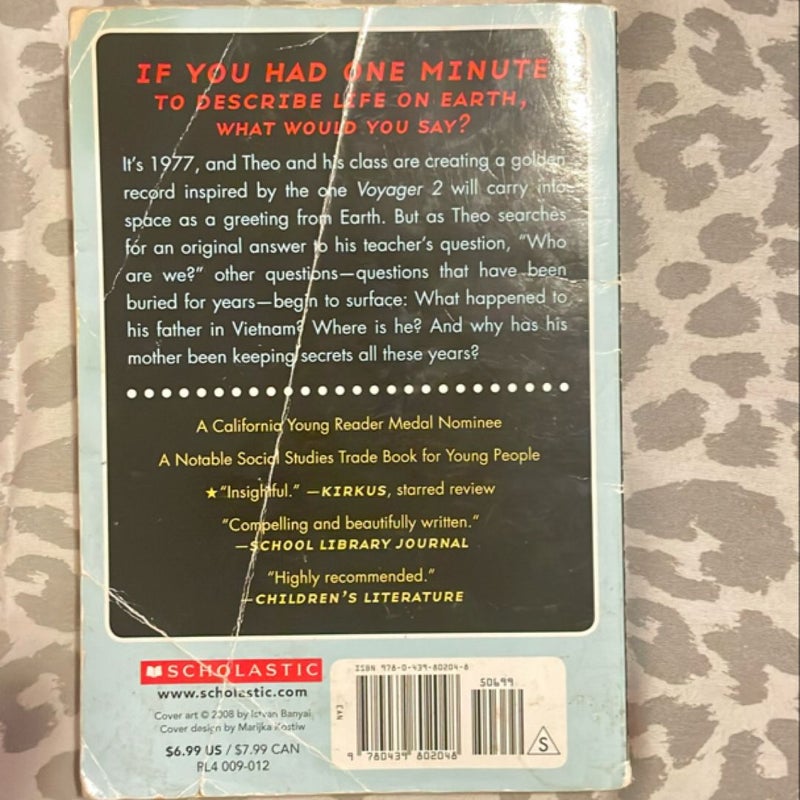 IF YOU HAD ONE MINUTE
TO DESCRIBE LIFE ON EARTH,
WHAT WOULD YOU SAY?
It's 1977, and Theo and his class are creating a golden
record inspired by the one Voyager 2 will carry into
space as a greeting from Earth. But as Theo searches
for an original answer to his teacher's question, "Who
are we?" other questions—questions that have been
buried for years—begin to surface: What happened to
his father in Vietnam? Where is he? And why has his
mother been keeping secrets all these years?
A California Young Reader Medal Nominee
A Notable Social Studies Trade Book for Young People
★"Insightful." —KIRKUS, starred review
"Compelling and beautifully written."
—SCHOOL LIBRARY JOURNAL
"Highly recommended."
—CHILDREN'S LITERATURE
SCHOLASTIC
www.scholastic.com
Cover art © 2008 by Istvan Banyai
Cover design by Marijka Kostiw
$6.99 US / $7.99 CAN
RL4 009-012
ISBN 978-0-439-80204-8
50699
EAN
9 780439 802048
S